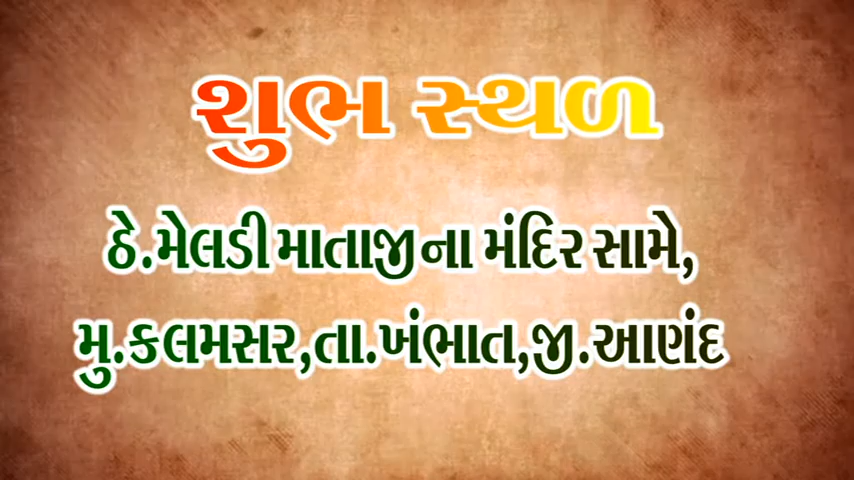 શુભ સ્થળ
ઠે.મેલડી માતાજી ના મંદિર સામે,
મુ.કલમસર,તા.ખંભાત,જી.આણંદ